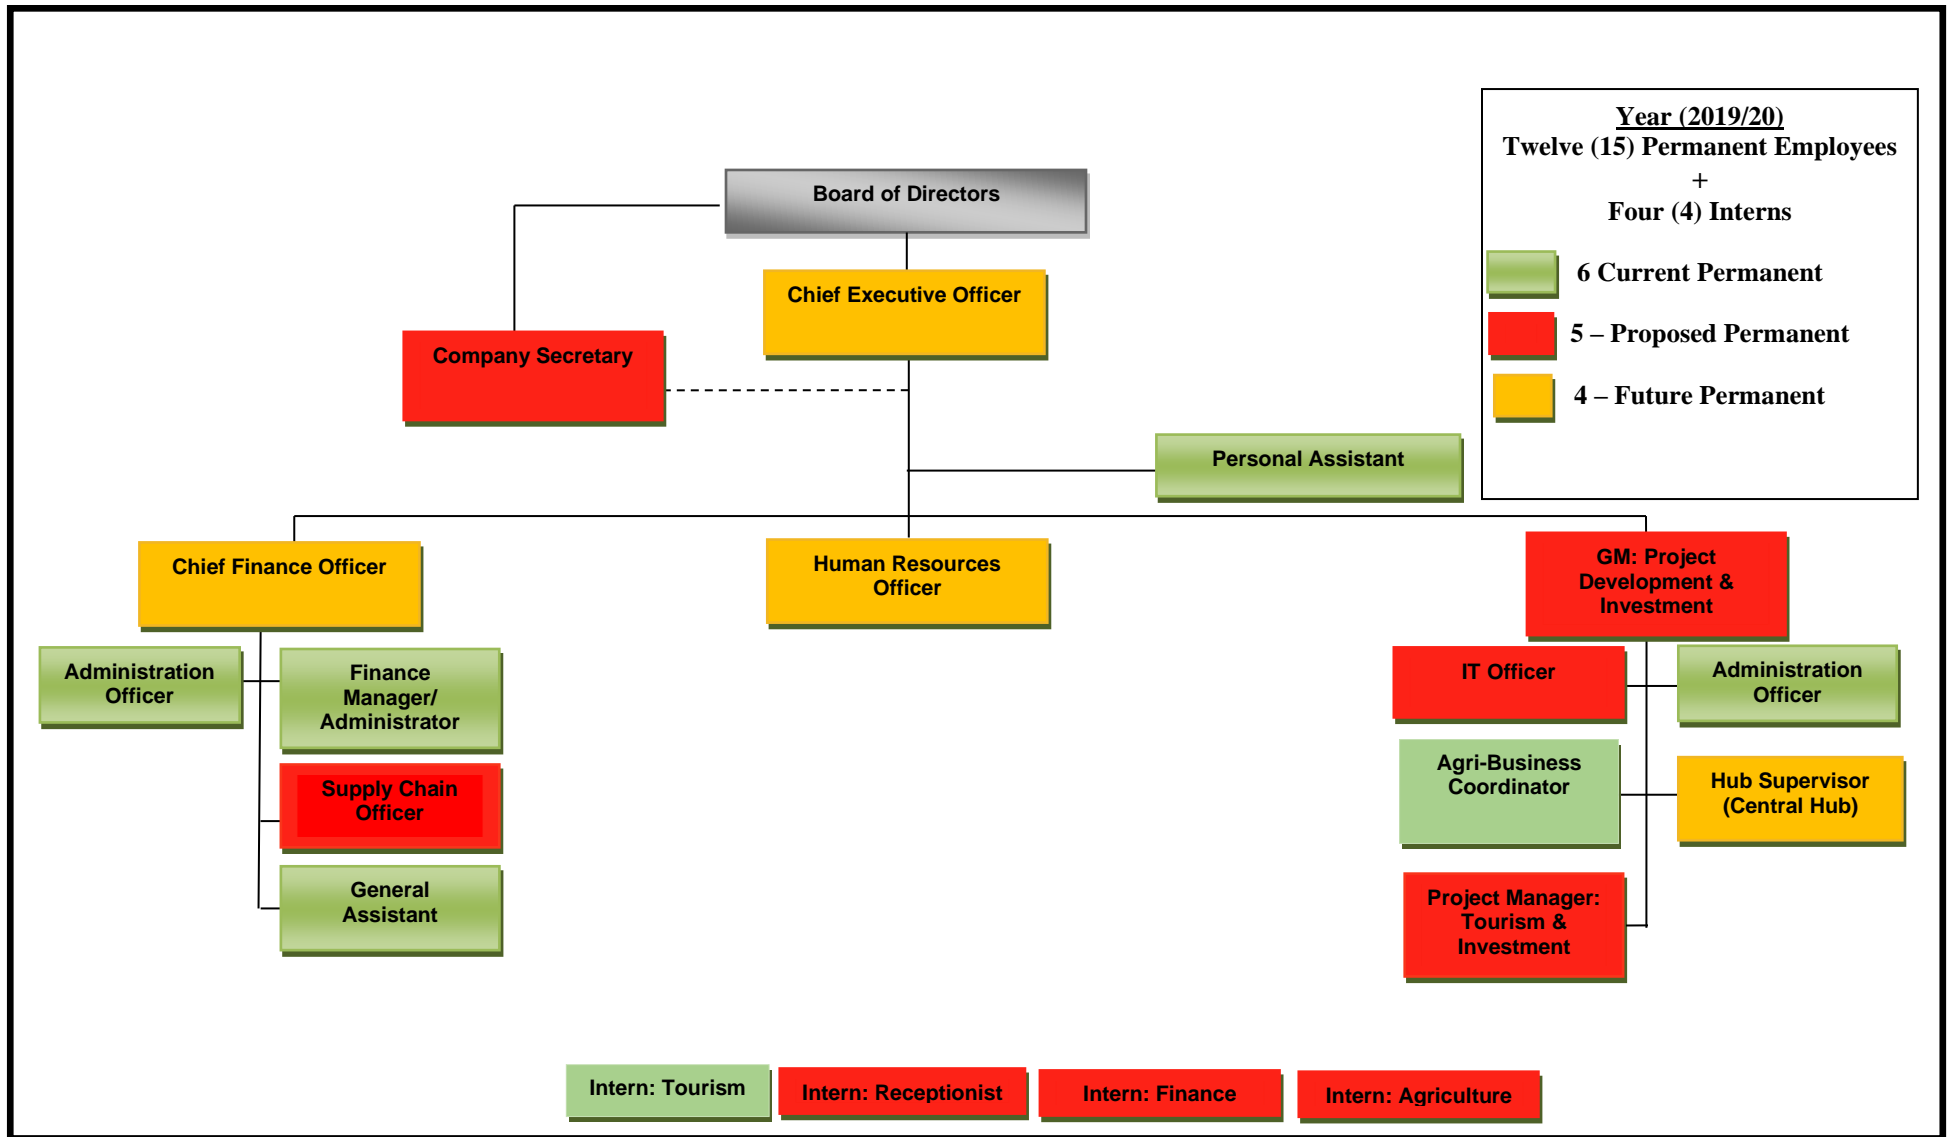 Year (2019/20)
Twelve (15) Permanent Employees
+
Four (4) Interns
6 Current Permanent
5 – Proposed Permanent
4 – Future Permanent
Board of Directors
Chief Executive Officer
Company Secretary
Personal Assistant
Chief Finance Officer
Human Resources
Officer
GM: Project
Development &
Investment
Administration
Officer
Finance
Manager/
Administrator
Supply Chain
Officer
General
Assistant
IT Officer
Administration
Officer
Agri-Business
Coordinator
Hub Supervisor
(Central Hub)
Project Manager:
Tourism &
Investment
Intern: Tourism
Intern: Receptionist
Intern: Finance
Intern: Agriculture